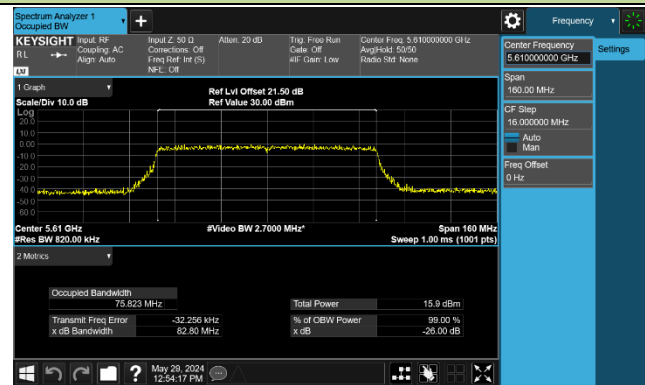 Spectrum Analyzer 1
Occupied BW
+
Frequency
KEYSIGHT Input: RF Input Z: 50 Ω Atten: 20 dB Trig: Free Run Center Freq: 5.610000000 GHz
RL Coupling: AC Corrections: Off Gate: Off Avg|Hold: 50/50
Align: Auto Freq Ref: Int (S) #IF Gain: Low Radio Std: None
LXI NFE: Off
Center Frequency
5.610000000 GHz
Settings
Span
160.00 MHz
CF Step
16.000000 MHz
Auto
Man
Freq Offset
0 Hz
1 Graph
Ref Lvl Offset 21.50 dB
Scale/Div 10.0 dB Ref Value 30.00 dBm
Log
20.0
10.0
0.00
-10.0
-20.0
-30.0
-40.0
-50.0
-60.0
Center 5.61 GHz #Video BW 2.7000 MHz* Span 160 MHz
#Res BW 820.00 kHz Sweep 1.00 ms (1001 pts)
2 Metrics
Occupied Bandwidth
75.823 MHz Total Power 15.9 dBm
Transmit Freq Error -32.256 kHz % of OBW Power 99.00 %
x dB Bandwidth 82.80 MHz x dB -26.00 dB
?
May 29, 2024
12:54:17 PM